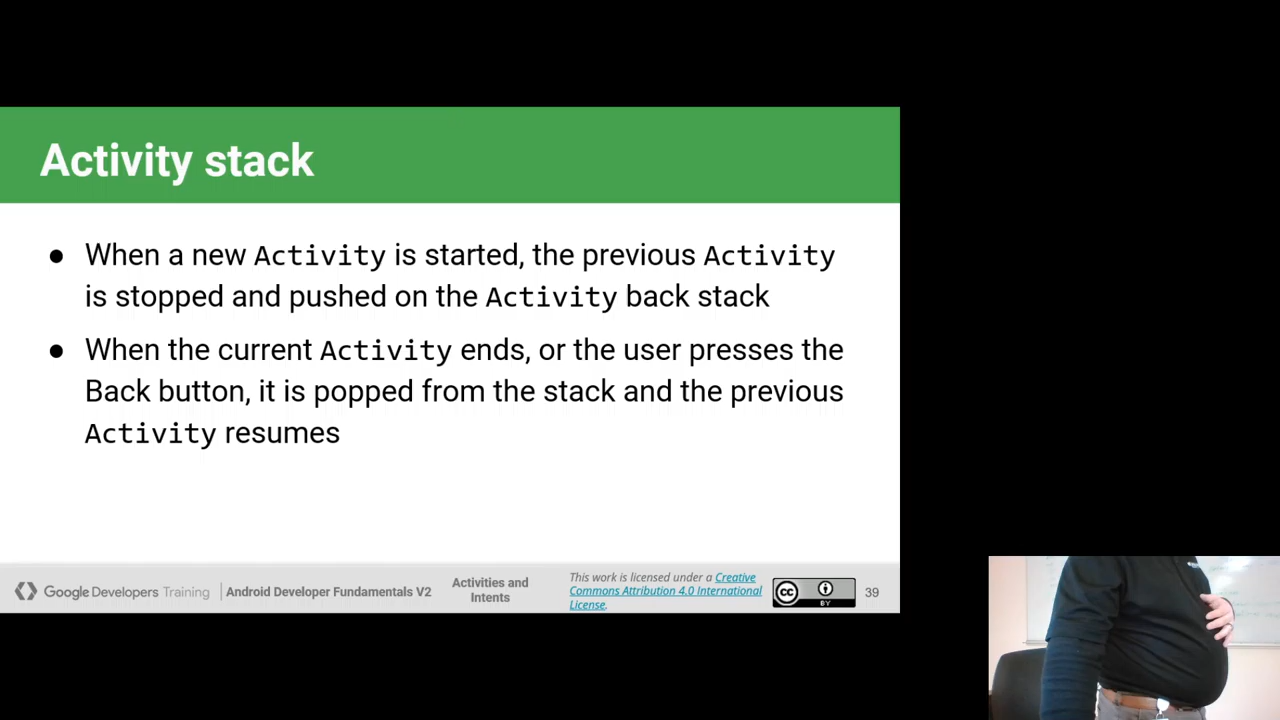 Activity stack
● When a new Activity is started, the previous Activity
is stopped and pushed on the Activity back stack
● When the current Activity ends, or the user presses the
Back button, it is popped from the stack and the previous
Activity resumes
Google Developers Training
Android Developer Fundamentals V2
Activities and
Intents
This work is licensed under a Creative
Commons Attribution 4.0 International
License.
cc
BY
39